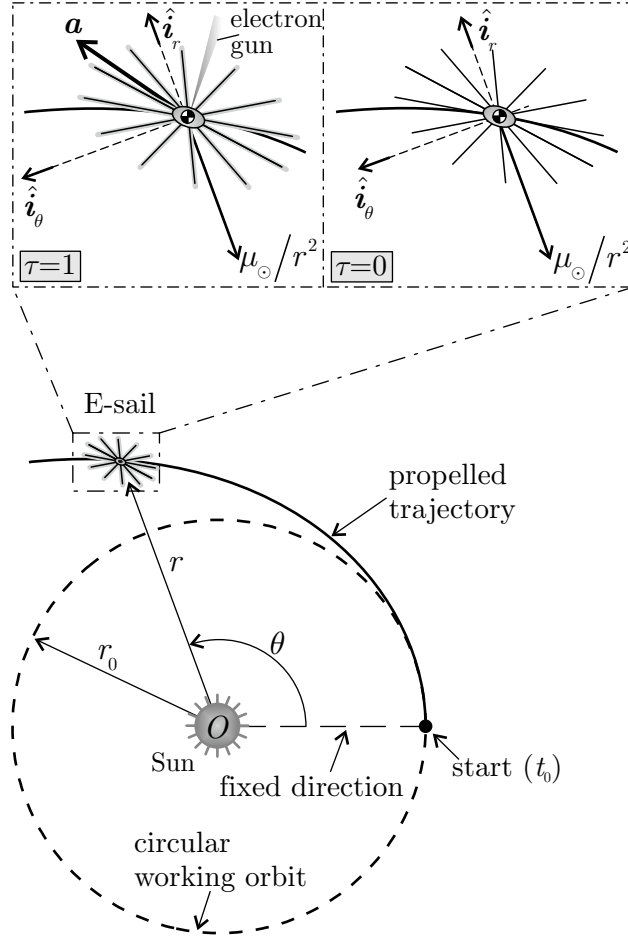 a
î_r
electron
gun
î_θ
μ_⊙/r²
τ=1
î_r
î_θ
μ_⊙/r²
τ=0
E-sail
propelled
trajectory
r
θ
r_0
O
Sun
fixed direction
start (t_0)
circular
working orbit